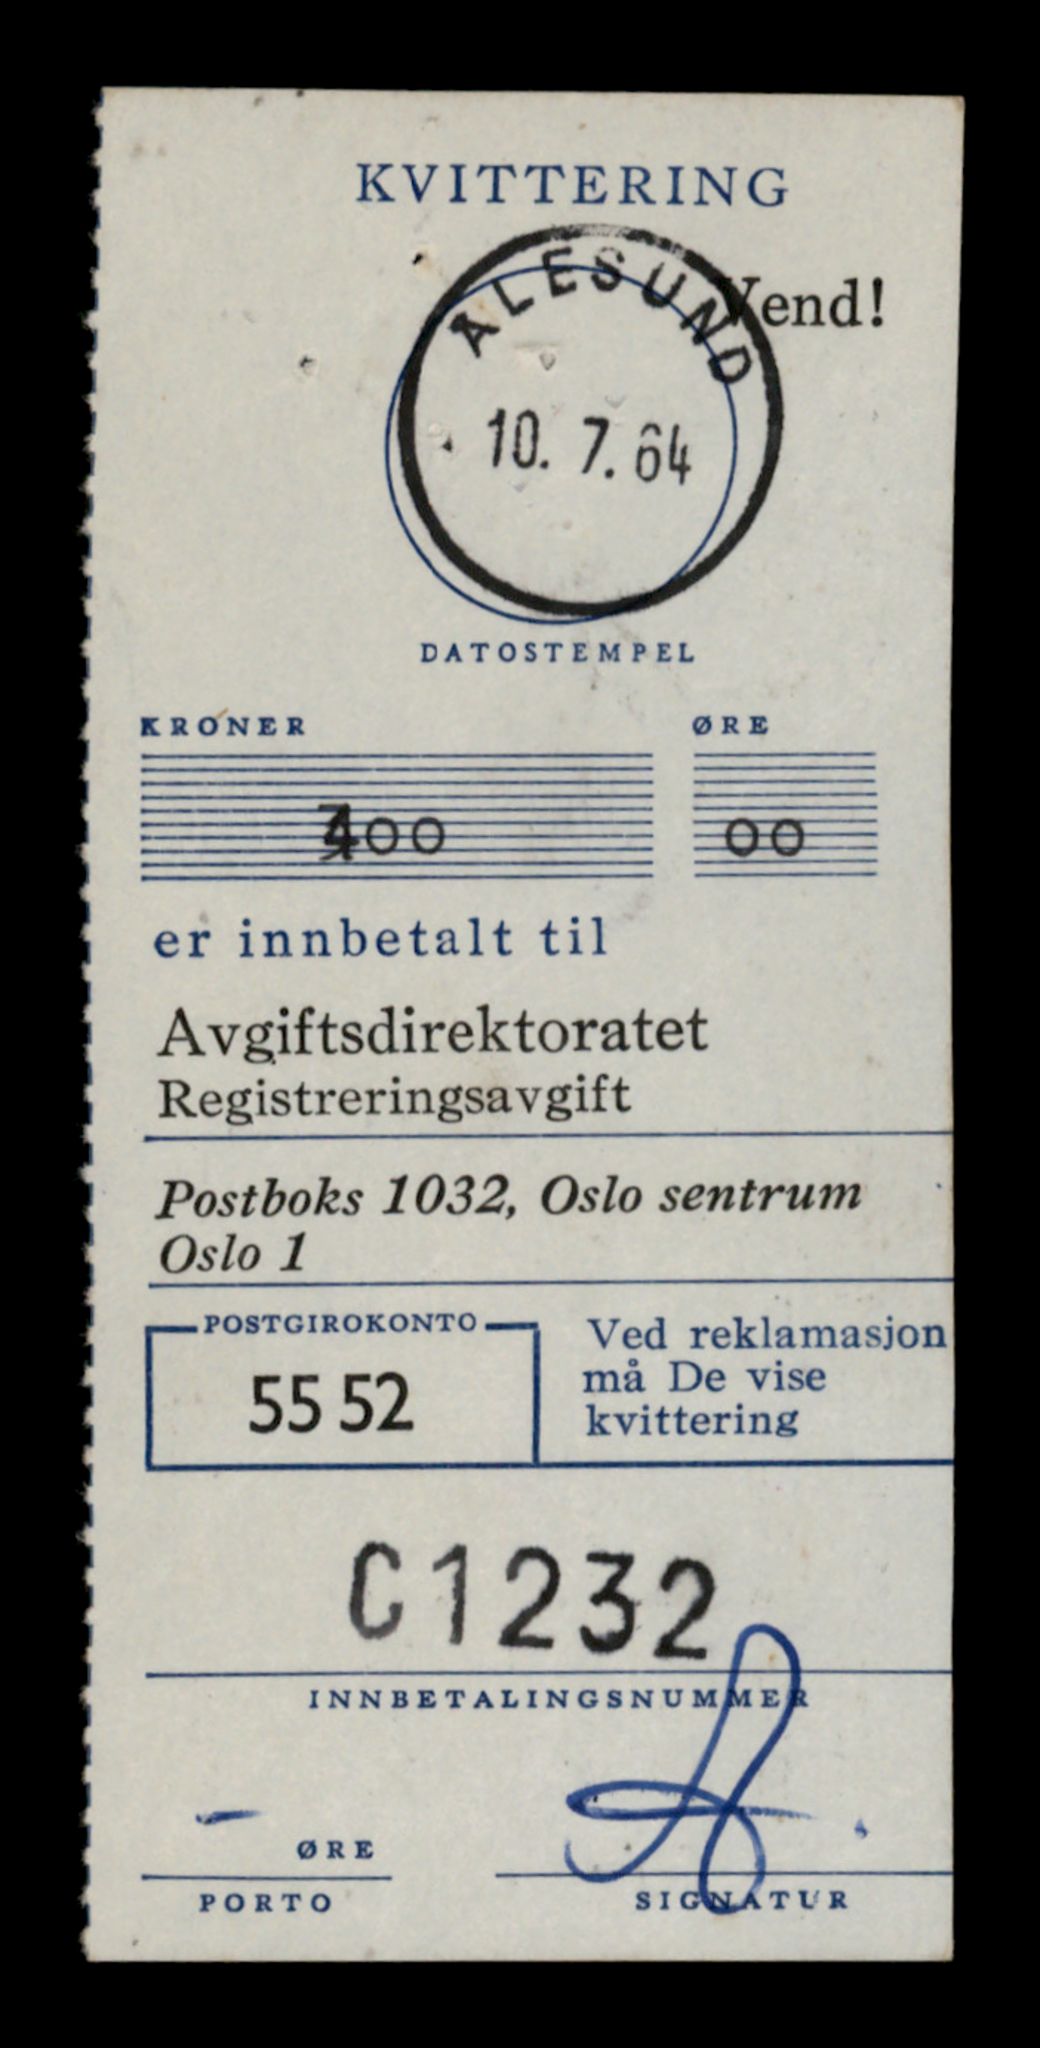 KVITTERING
Vend!
ÅLESUND
10. 7. 64
DATOSTEMPEL
KRONER ØRE
00
er innbetalt til
Avgiftsdirektoratet
Registreringsavgift
Postboks 1032, Oslo sentrum
Oslo 1
POSTGIROKONTO
55 52
Ved reklamasjon
må De vise
kvittering
C1232
INNBETALINGSNUMMER
– ØRE
PORTO
SIGNATUR